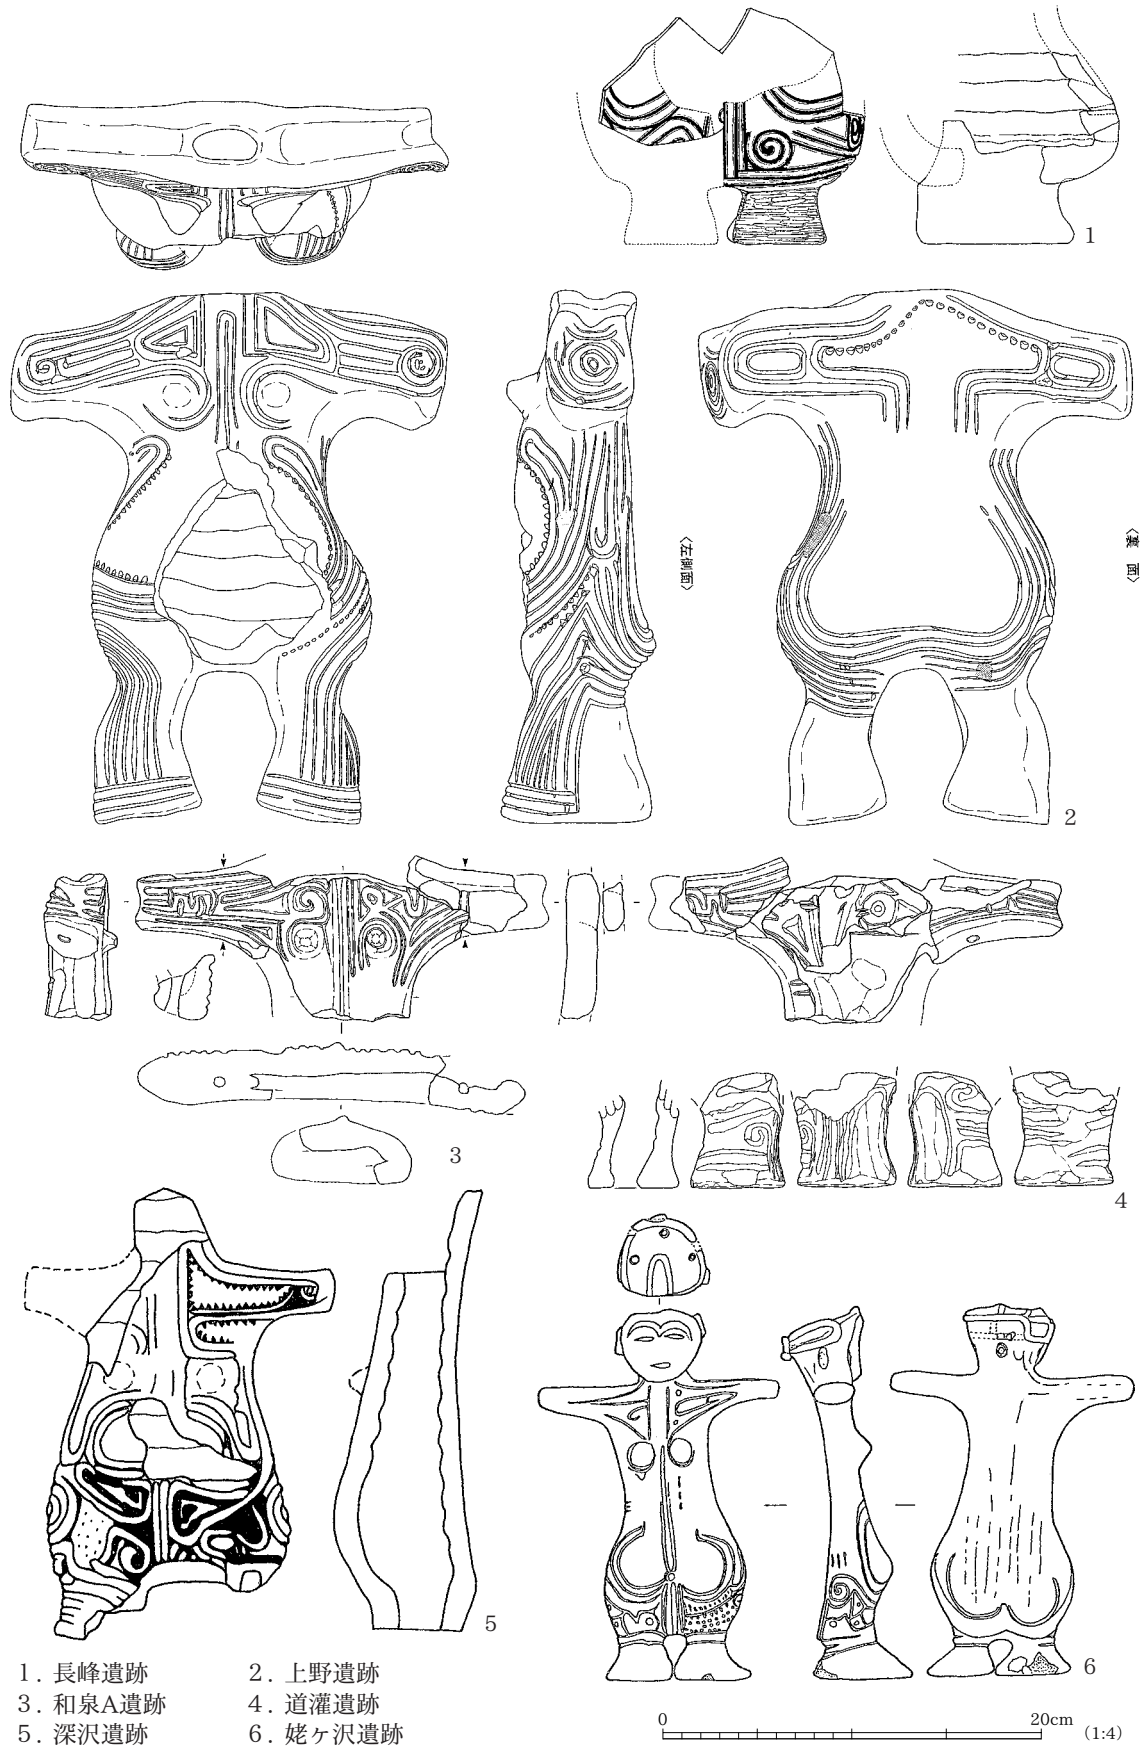 1
〈左側面〉
〈裏 面〉
2
3
4
5
6
1. 長峰遺跡
2. 上野遺跡
3. 和泉A遺跡
4. 道灌遺跡
5. 深沢遺跡
6. 姥ヶ沢遺跡
0 20cm (1:4)